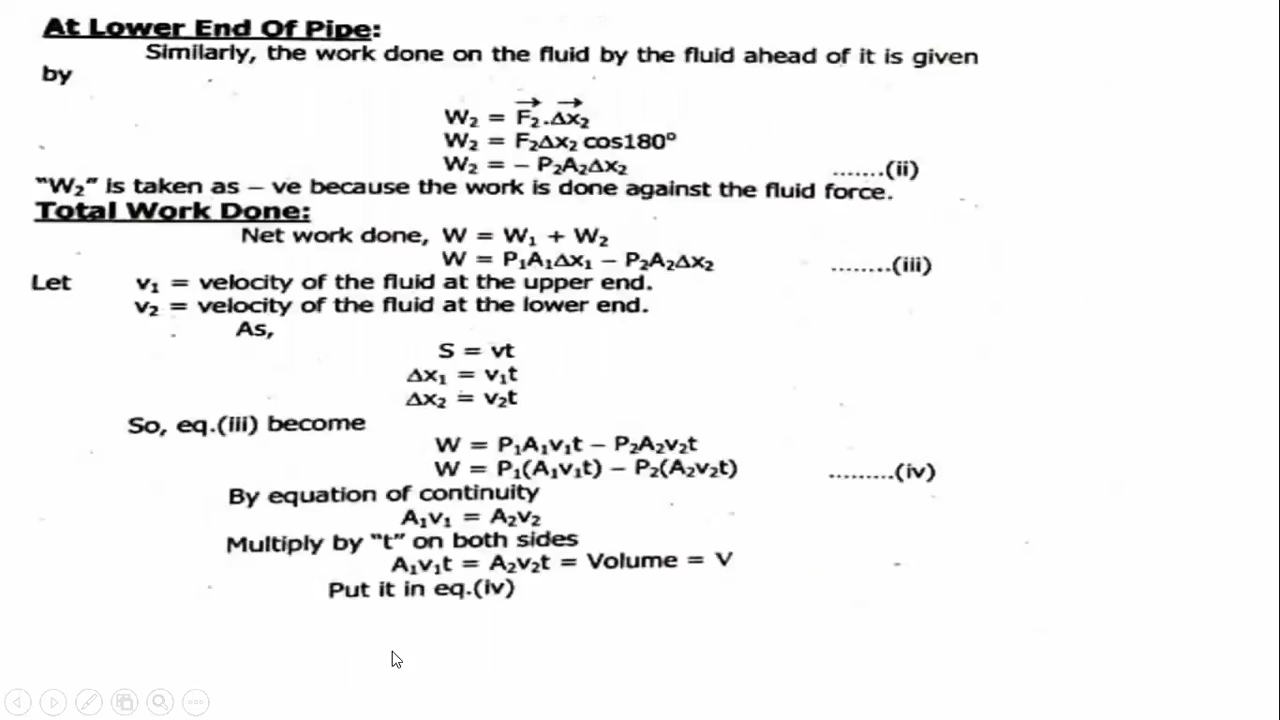 At Lower End Of Pipe:
Similarly, the work done on the fluid by the fluid ahead of it is given
by
W₂ = F₂⃗.Δx₂⃗
W₂ = F₂Δx₂ cos180°
W₂ = – P₂A₂Δx₂ .......(ii)
"W₂" is taken as – ve because the work is done against the fluid force.
Total Work Done:
Net work done, W = W₁ + W₂
W = P₁A₁Δx₁ – P₂A₂Δx₂ ........(iii)
Let v₁ = velocity of the fluid at the upper end.
v₂ = velocity of the fluid at the lower end.
As,
S = vt
Δx₁ = v₁t
Δx₂ = v₂t
So, eq.(iii) become
W = P₁A₁v₁t – P₂A₂v₂t
W = P₁(A₁v₁t) – P₂(A₂v₂t) .........(iv)
By equation of continuity
A₁v₁ = A₂v₂
Multiply by "t" on both sides
A₁v₁t = A₂v₂t = Volume = V
Put it in eq.(iv)